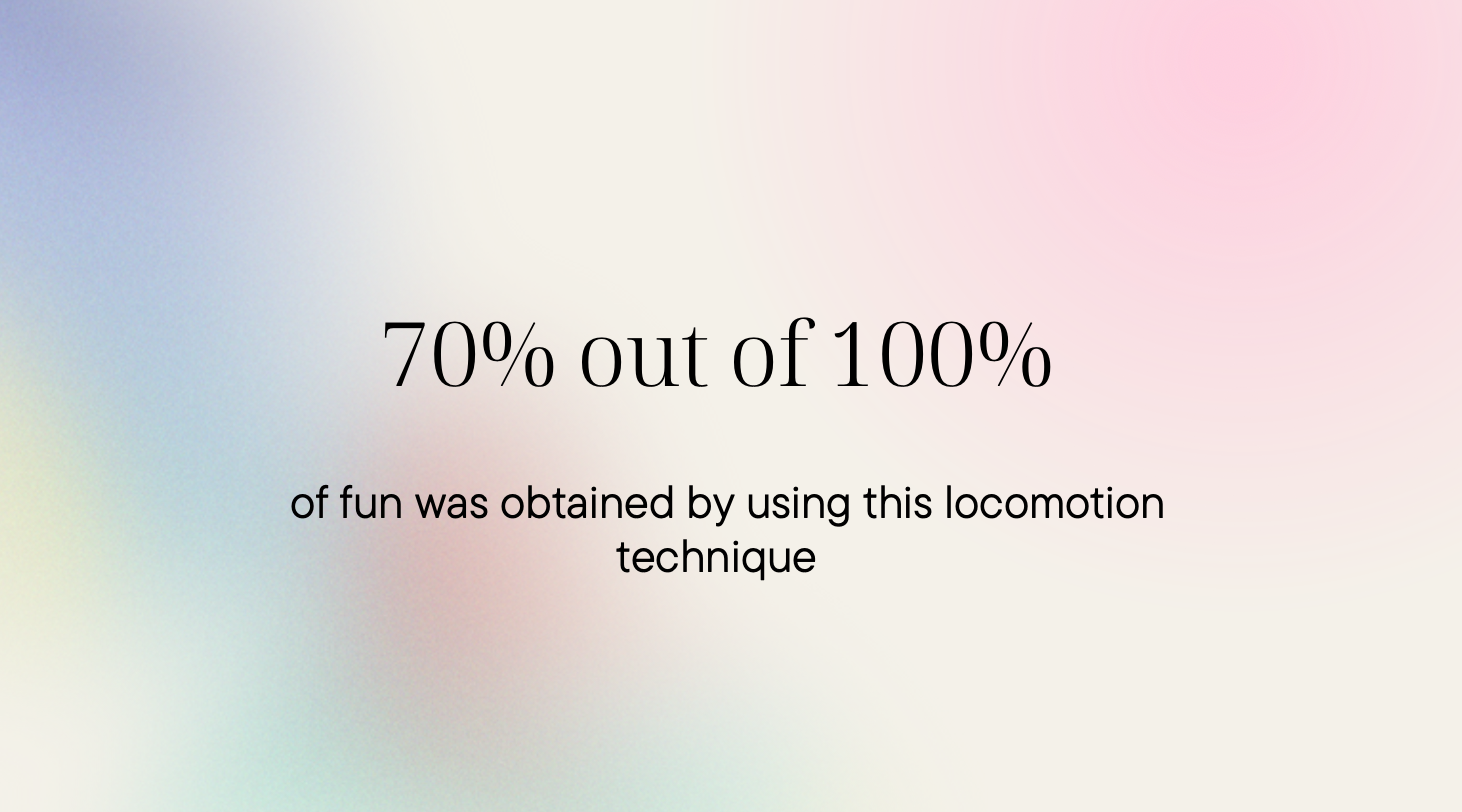 70% out of 100%
of fun was obtained by using this locomotion
technique